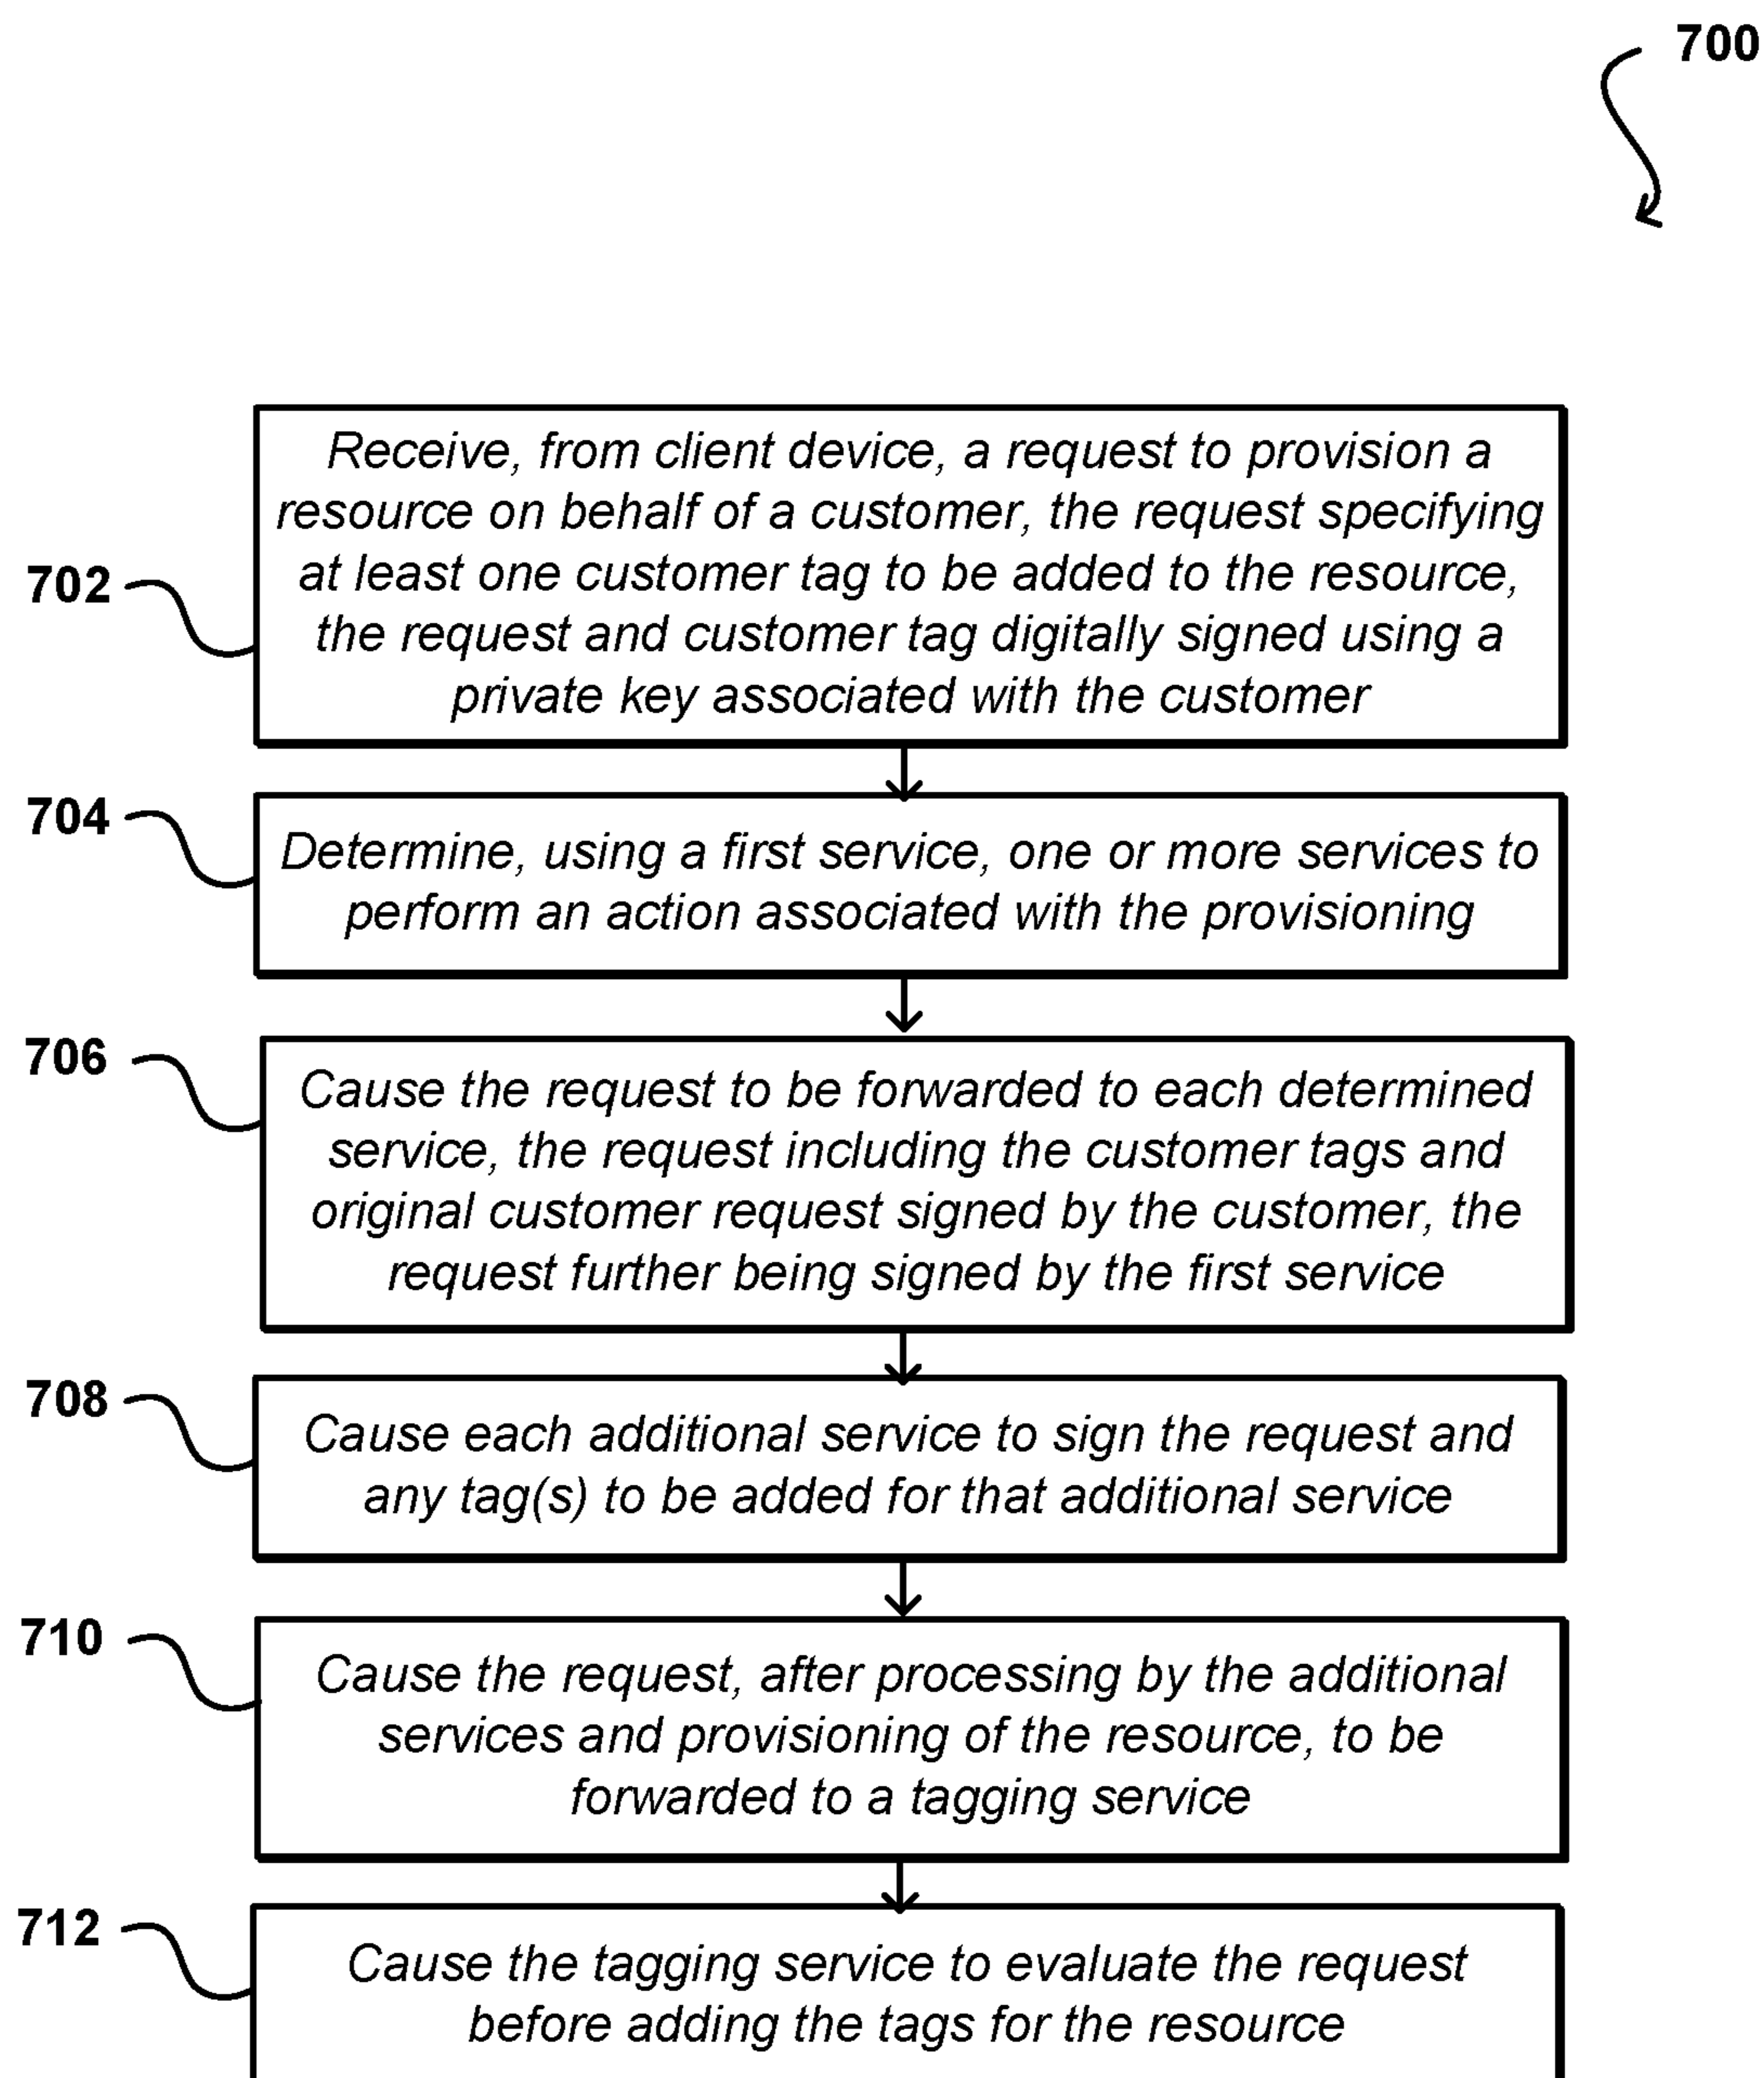 700
Receive, from client device, a request to provision a
resource on behalf of a customer, the request specifying
at least one customer tag to be added to the resource,
the request and customer tag digitally signed using a
private key associated with the customer
702
704
Determine, using a first service, one or more services to
perform an action associated with the provisioning
706
Cause the request to be forwarded to each determined
service, the request including the customer tags and
original customer request signed by the customer, the
request further being signed by the first service
708
Cause each additional service to sign the request and
any tag(s) to be added for that additional service
710
Cause the request, after processing by the additional
services and provisioning of the resource, to be
forwarded to a tagging service
712
Cause the tagging service to evaluate the request
before adding the tags for the resource